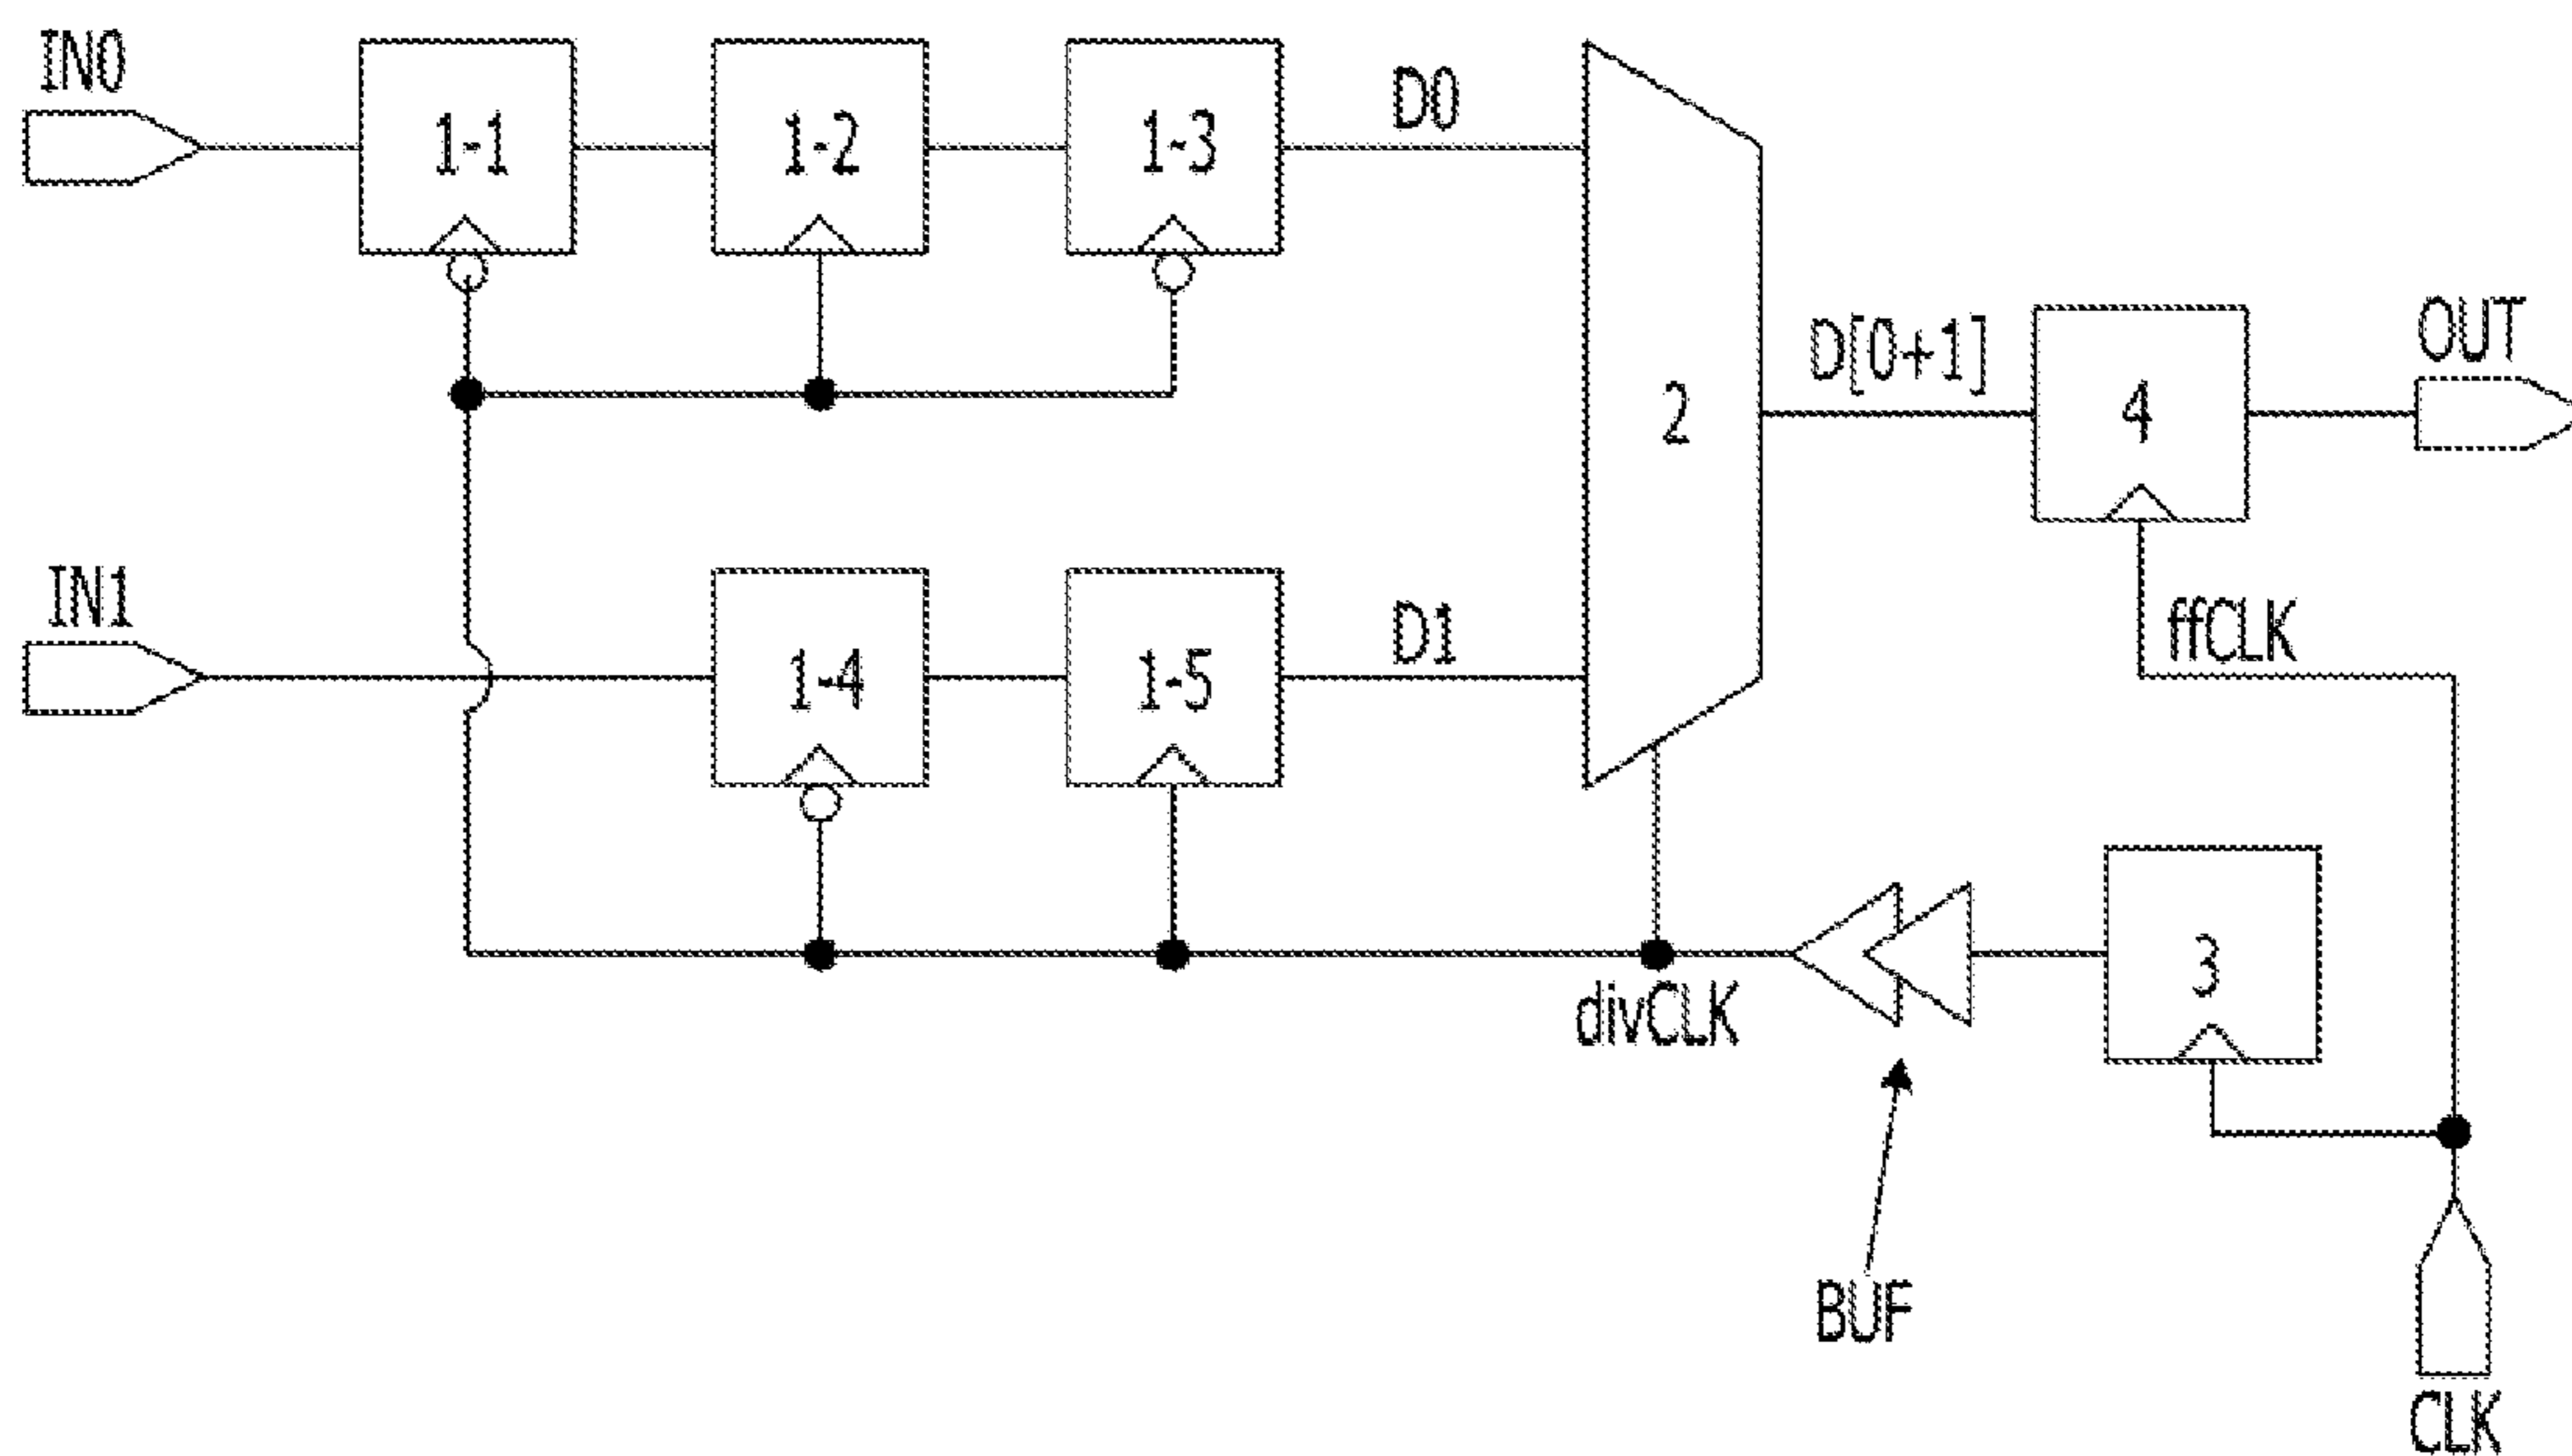 IN0
1-1
1-2
1-3
D0
2
D[0+1]
4
OUT
IN1
1-4
1-5
D1
ffCLK
3
divCLK
BUF
CLK